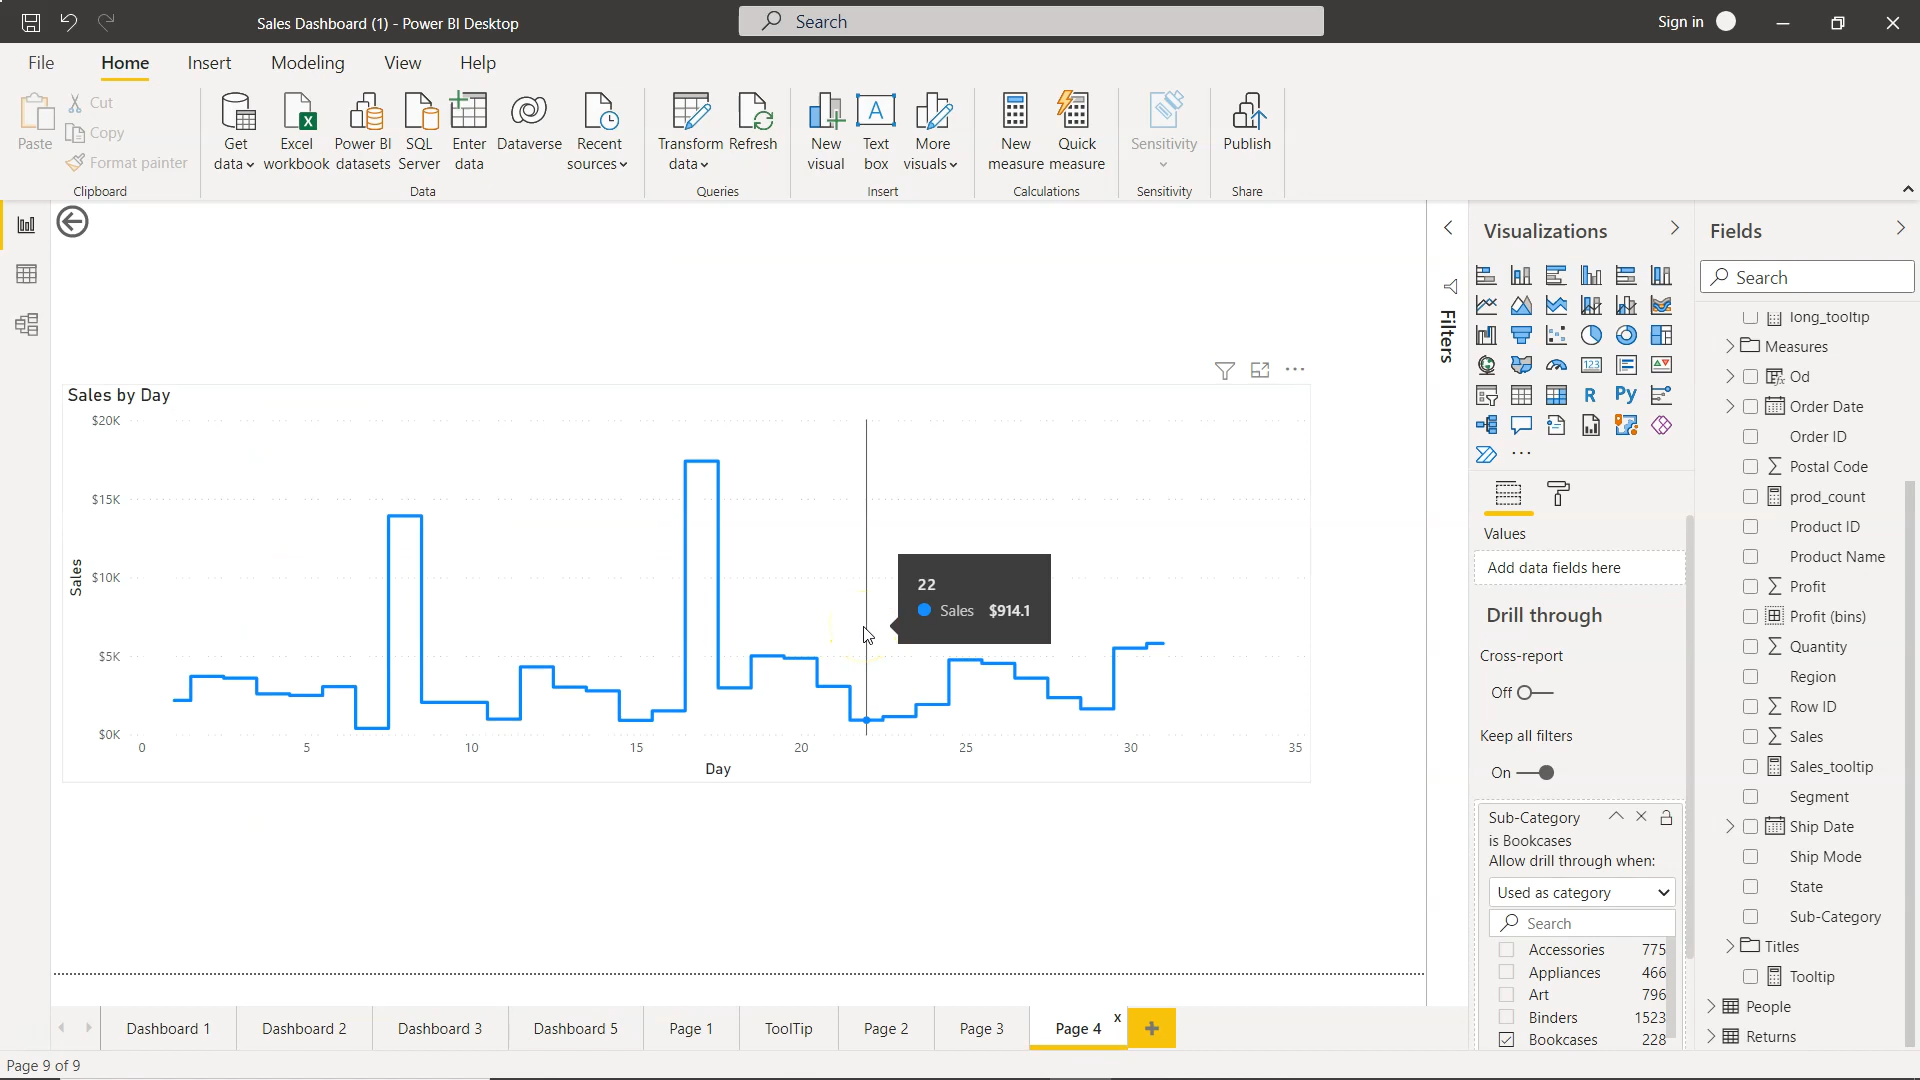 Sales Dashboard (1) - Power BI Desktop
Search
Sign in
File Home Insert Modeling View Help
Paste
Cut
Copy
Format painter
Clipboard
Get data
Excel workbook
Power BI datasets
SQL Server
Enter data
Dataverse
Recent sources
Data
Transform data
Refresh
Queries
New visual
A
Text box
More visuals
Insert
New measure
Quick measure
Calculations
Sensitivity
Sensitivity
Publish
Share
Sales by Day
Sales
$20K
$15K
$10K
$5K
$0K
0 5 10 15 20 25 30 35
Day
22
Sales $914.1
Filters
Visualizations
123
R
Py
Values
Add data fields here
Drill through
Cross-report
Off
Keep all filters
On
Sub-Category
is Bookcases
Allow drill through when:
Used as category
Search
Accessories 775
Appliances 466
Art 796
Binders 1523
Bookcases 228
Fields
Search
long_tooltip
Measures
Od
Order Date
Order ID
Postal Code
prod_count
Product ID
Product Name
Profit
Profit (bins)
Quantity
Region
Row ID
Sales
Sales_tooltip
Segment
Ship Date
Ship Mode
State
Sub-Category
Titles
Tooltip
People
Returns
Dashboard 1 Dashboard 2 Dashboard 3 Dashboard 5 Page 1 ToolTip Page 2 Page 3 Page 4 x +
Page 9 of 9